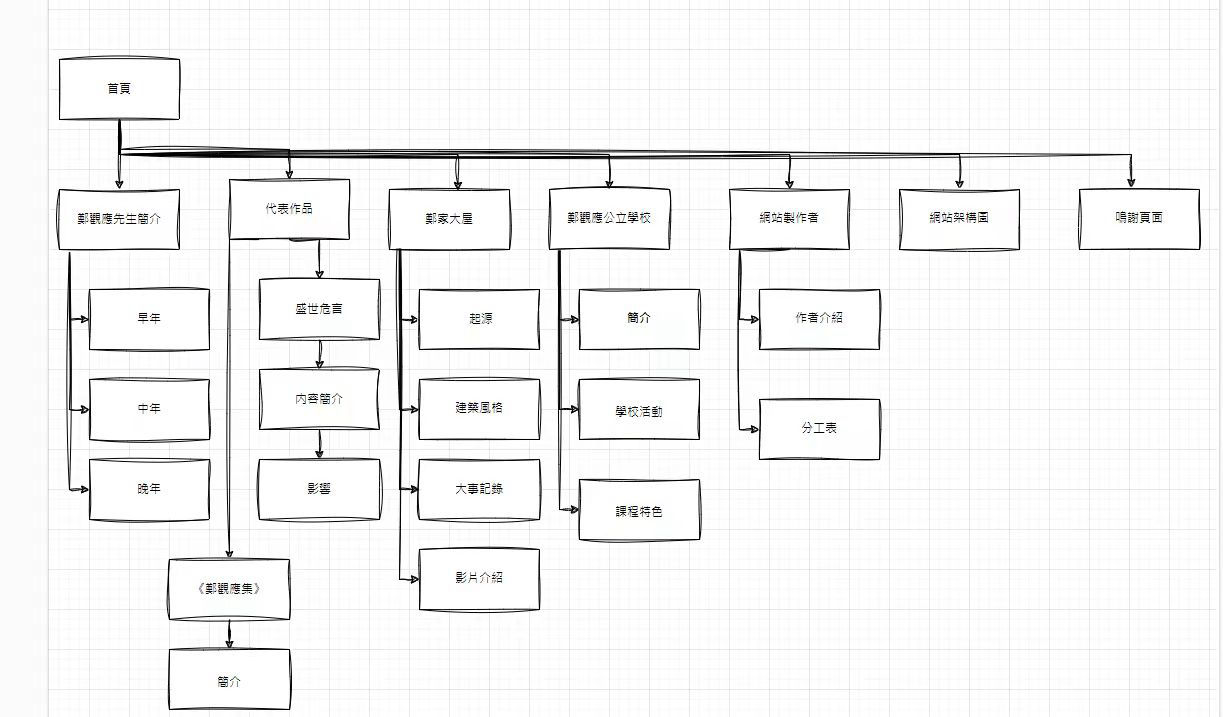 首頁
鄭觀應先生簡介
代表作品
鄭家大屋
鄭觀應公立學校
網站製作者
網站架構圖
鳴謝頁面
早年
中年
晚年
盛世危言
內容簡介
影響
《鄭觀應集》
簡介
起源
建築風格
大事記錄
影片介紹
簡介
學校活動
課程特色
作者介紹
分工表